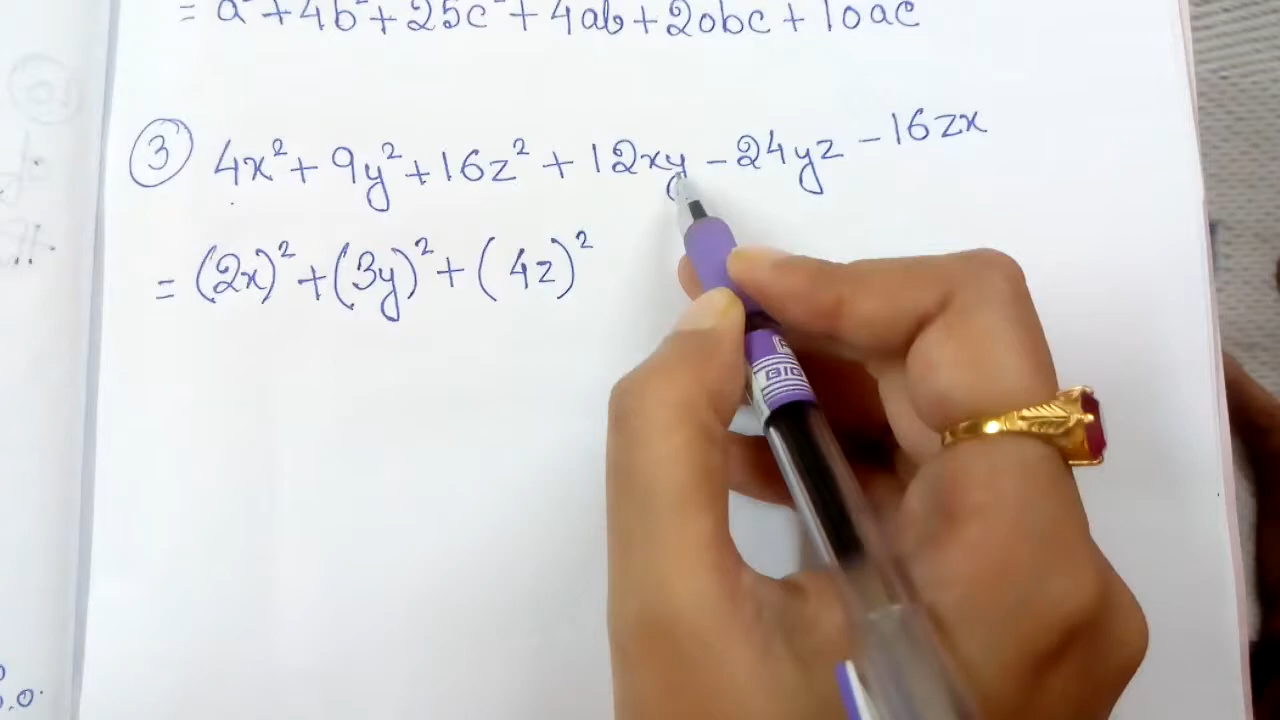 = a² + 4b² + 25c² + 4ab + 20bc + 10ac
③ 4x² + 9y² + 16z² + 12xy - 24yz - 16zx
= (2x)² + (3y)² + (4z)²